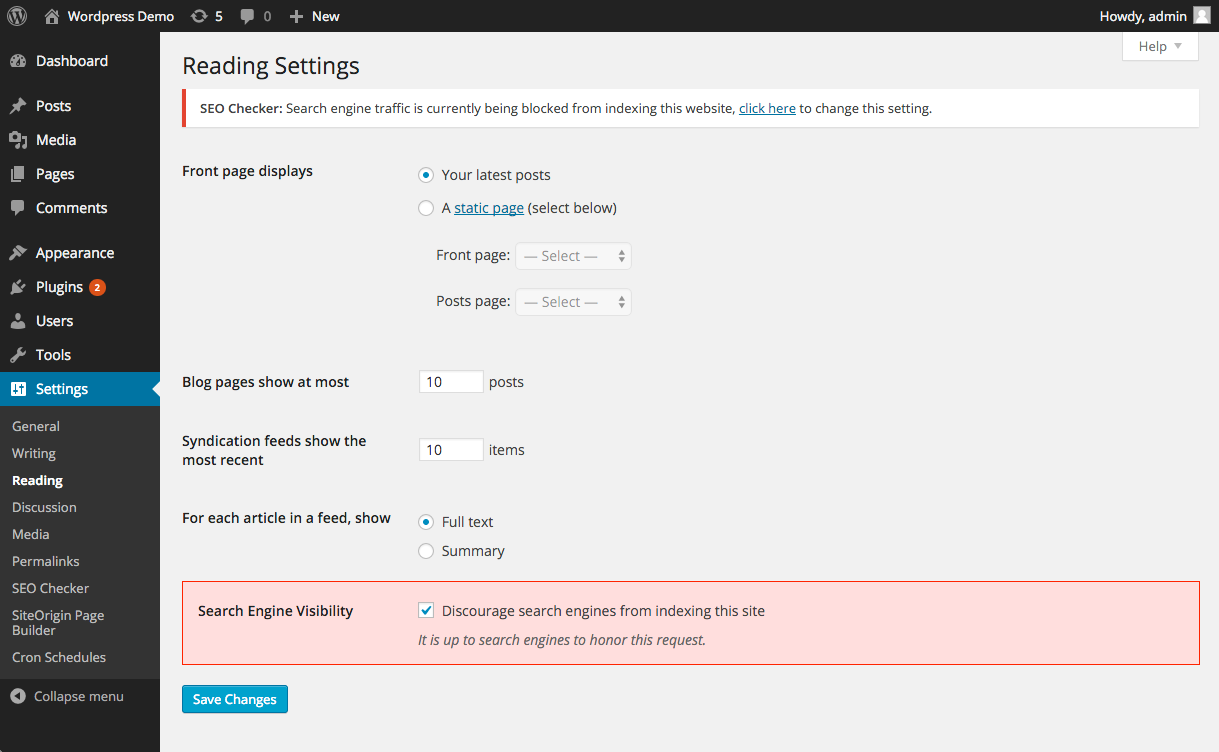 Wordpress Demo 5 0 New
Howdy, admin
Dashboard
Posts
Media
Pages
Comments
Appearance
Plugins 2
Users
Tools
Settings
General
Writing
Reading
Discussion
Media
Permalinks
SEO Checker
SiteOrigin Page
Builder
Cron Schedules
Collapse menu
Help
Reading Settings
SEO Checker: Search engine traffic is currently being blocked from indexing this website, click here to change this setting.
Front page displays
Your latest posts
A static page (select below)
Front page: — Select —
Posts page: — Select —
Blog pages show at most
10 posts
Syndication feeds show the
most recent
10 items
For each article in a feed, show
Full text
Summary
Search Engine Visibility
Discourage search engines from indexing this site
It is up to search engines to honor this request.
Save Changes